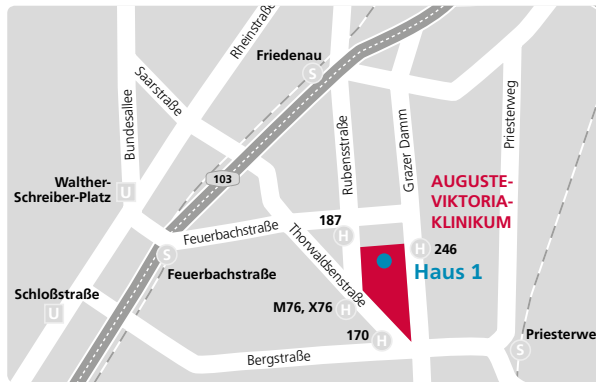 Rheinstraße
Friedenau
S
Saarstraße
Bundesallee
Priesterweg
Rubensstraße
Grazer Damm
103
Walther-
Schreiber-Platz
U
AUGUSTE-
VIKTORIA-
KLINIKUM
187
H
Feuerbachstraße
Thorwaldsenstraße
H
246
S
Feuerbachstraße
Haus 1
Schloßstraße
U
M76, X76
H
170
H
Priesterwe
S
Bergstraße